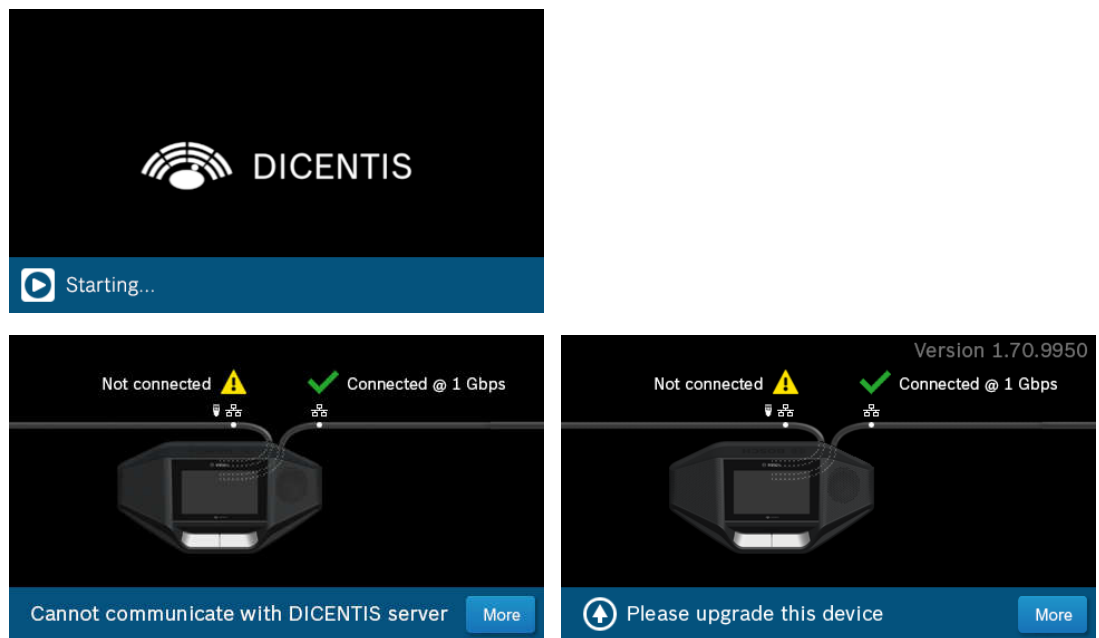 DICENTIS
Starting...
Not connected
Connected @ 1 Gbps
Cannot communicate with DICENTIS server
More
Version 1.70.9950
Not connected
Connected @ 1 Gbps
Please upgrade this device
More